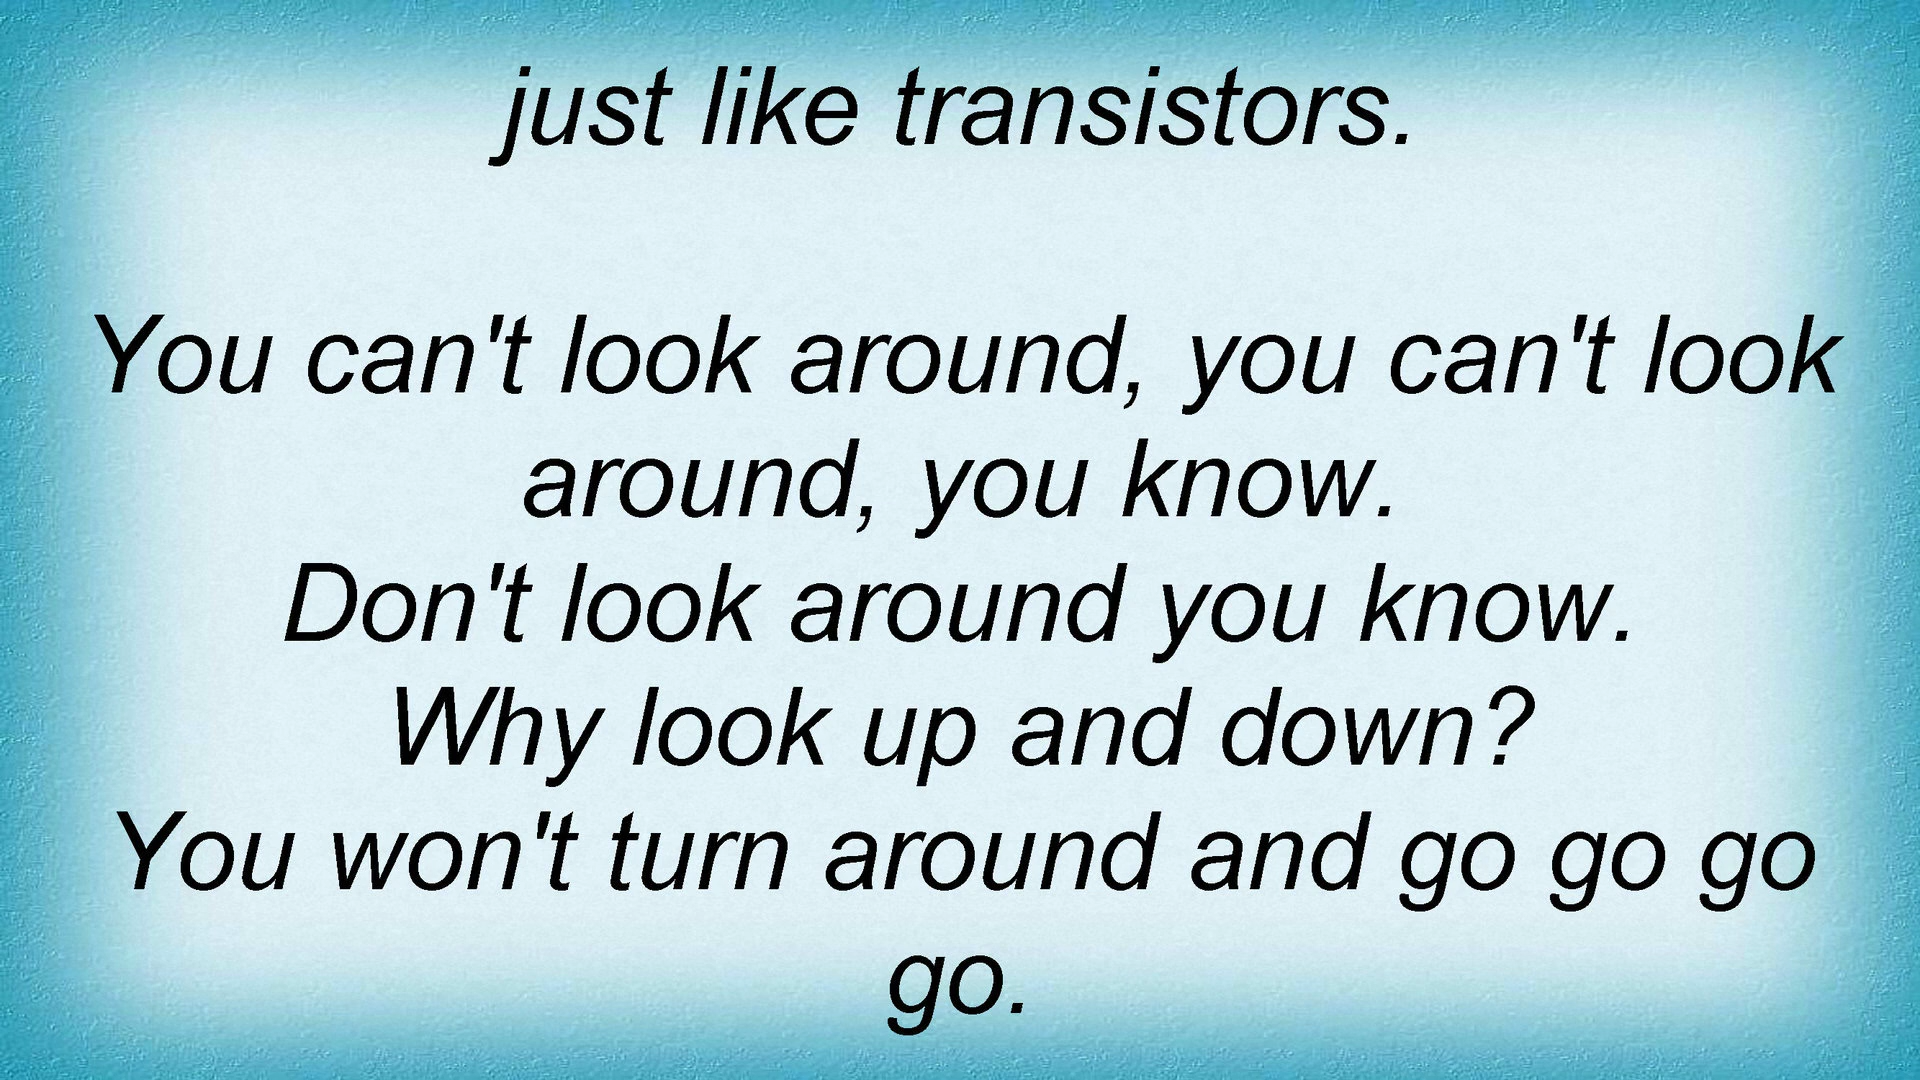 just like transistors.
You can't look around, you can't look
around, you know.
Don't look around you know.
Why look up and down?
You won't turn around and go go go
go.